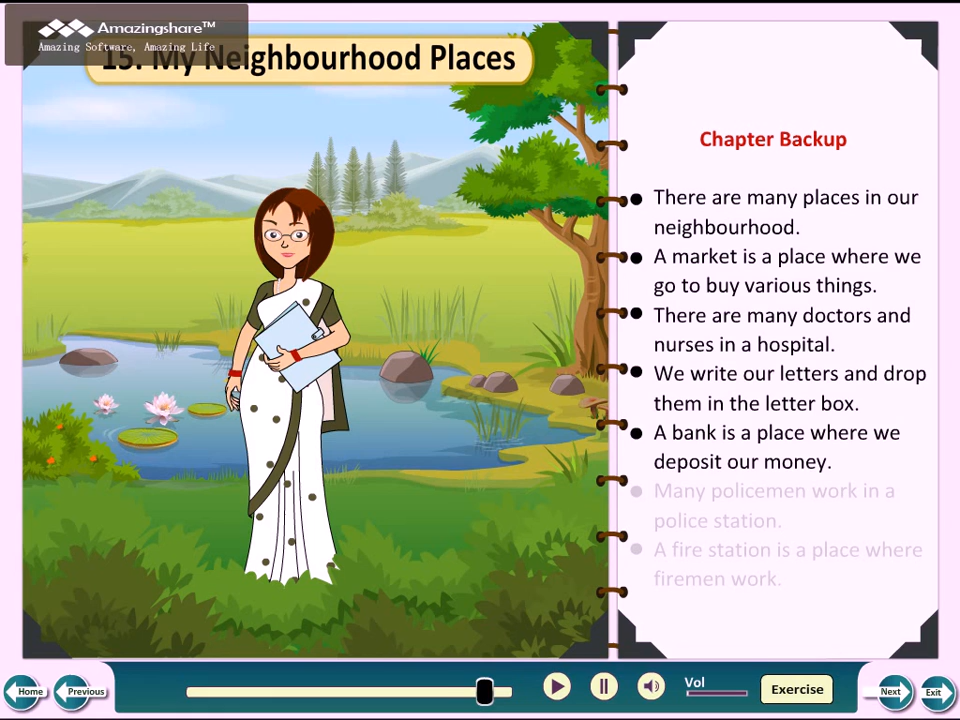 Amazingshare™
Amazing Software, Amazing Life
15. My Neighbourhood Places
Chapter Backup
There are many places in our
neighbourhood.
A market is a place where we
go to buy various things.
There are many doctors and
nurses in a hospital.
We write our letters and drop
them in the letter box.
A bank is a place where we
deposit our money.
Many policemen work in a
police station.
A fire station is a place where
firemen work.
Home
Previous
Vol
Exercise
Next
Exit